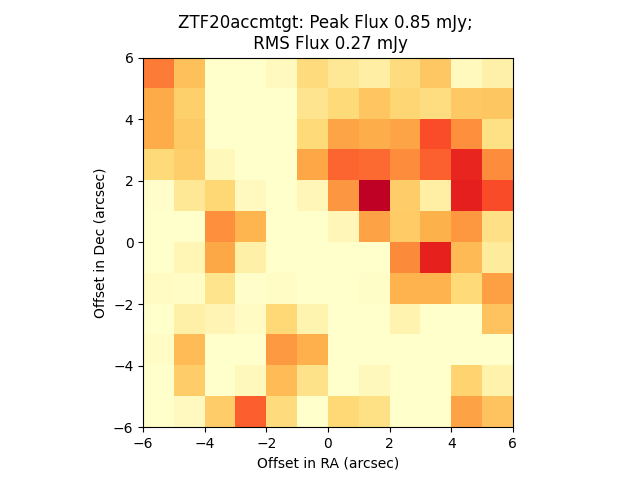 ZTF20accmtgt: Peak Flux 0.85 mJy;
RMS Flux 0.27 mJy
6
4
2
0
−2
−4
−6
Offset in Dec (arcsec)
−6 −4 −2 0 2 4 6
Offset in RA (arcsec)